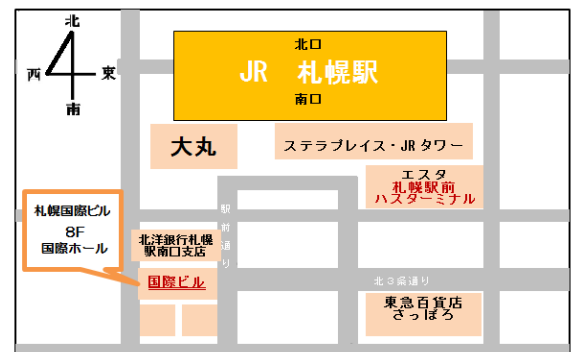 北
西
東
南
北口
JR 札幌駅
南口
大丸
ステラプレイス・JRタワー
エスタ
札幌駅前
バスターミナル
札幌国際ビル
8F
国際ホール
駅前通り
北洋銀行札幌
駅南口支店
国際ビル
北3条通り
東急百貨店
さっぽろ